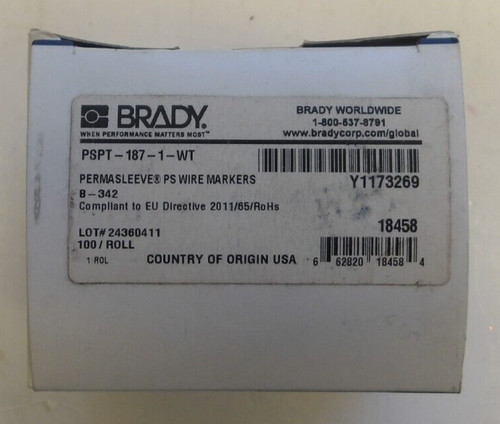 BRADY.
WHEN PERFORMANCE MATTERS MOST™
BRADY WORLDWIDE
1-800-537-8791
www.bradycorp.com/global
PSPT-187-1-WT
PERMASLEEVE® PS WIRE MARKERS
Y1173269
B-342
Compliant to EU Directive 2011/65/RoHs
LOT# 24360411
18458
100 / ROLL
1 ROL
COUNTRY OF ORIGIN USA
6 62820 18458 4